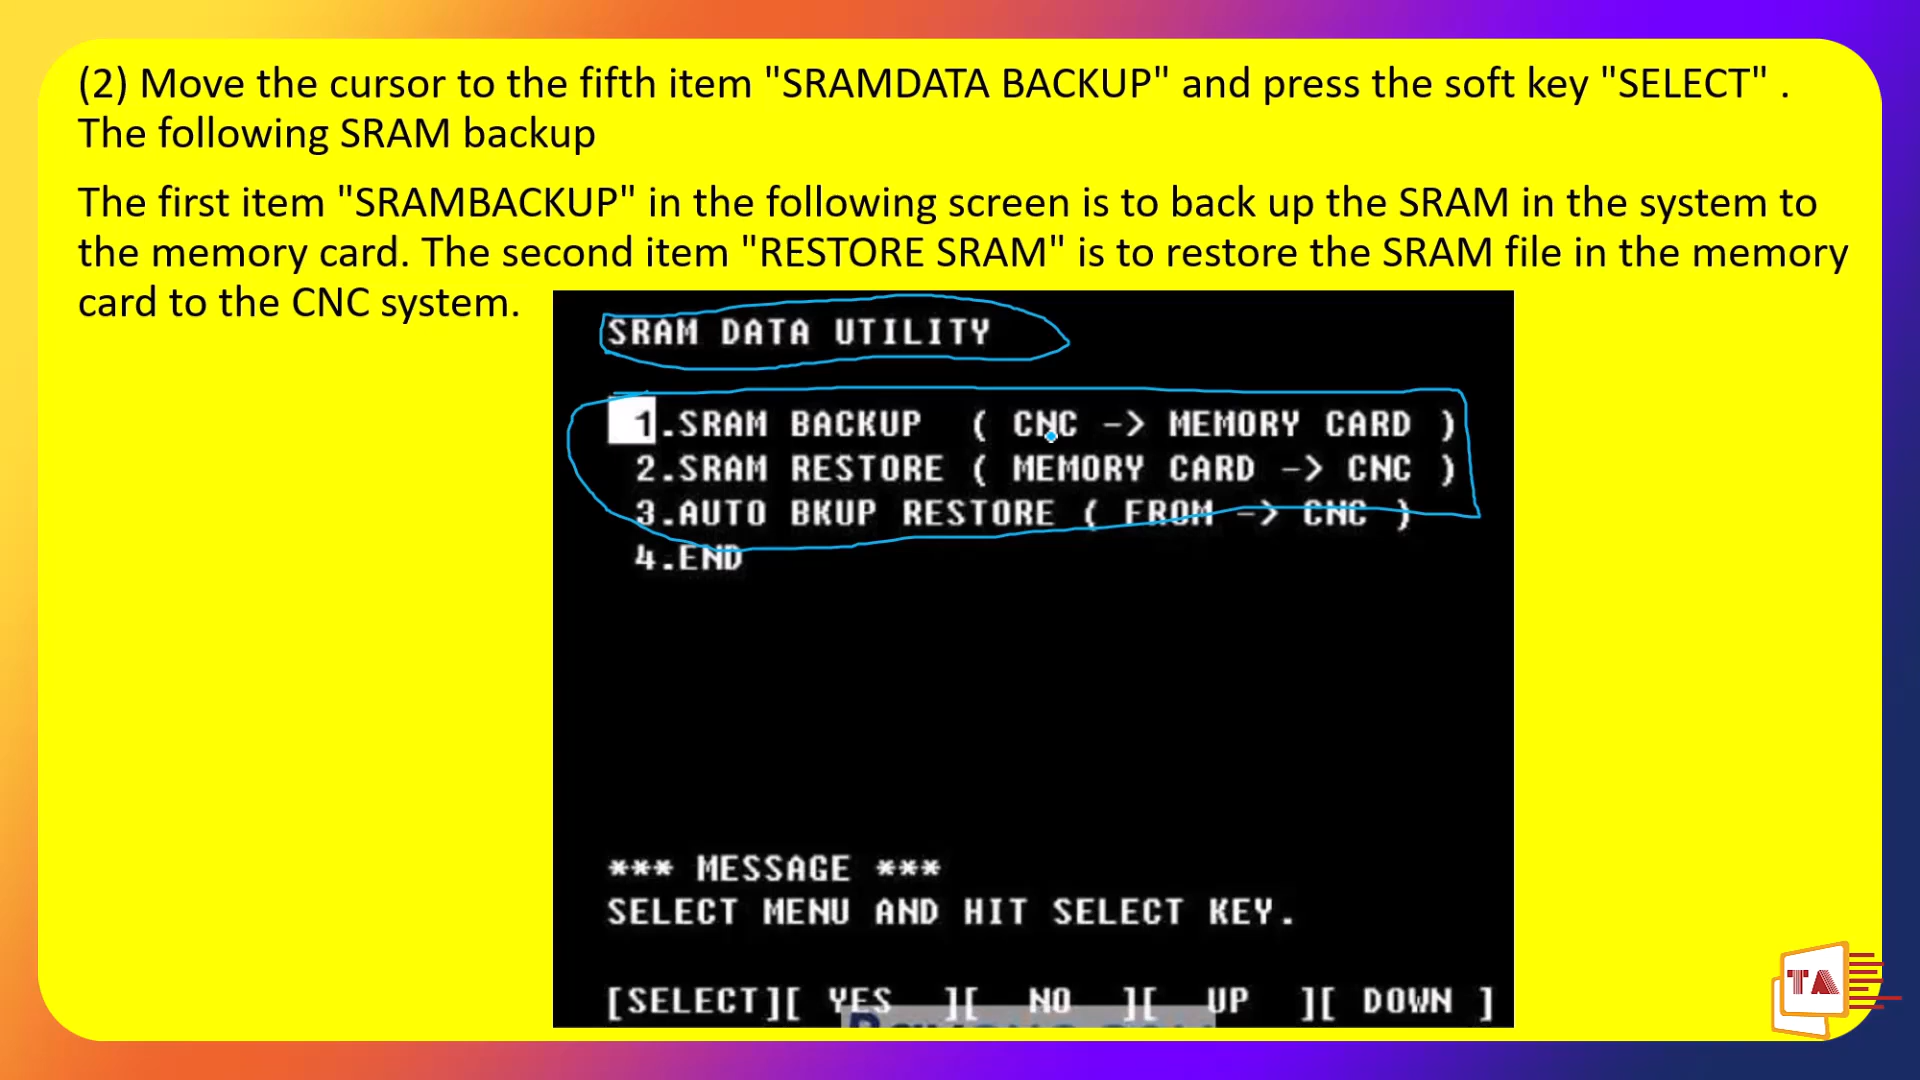 (2) Move the cursor to the fifth item "SRAMDATA BACKUP" and press the soft key "SELECT" .
The following SRAM backup
The first item "SRAMBACKUP" in the following screen is to back up the SRAM in the system to
the memory card. The second item "RESTORE SRAM" is to restore the SRAM file in the memory
card to the CNC system.
SRAM DATA UTILITY
1.SRAM BACKUP ( CNC -> MEMORY CARD )
2.SRAM RESTORE ( MEMORY CARD -> CNC )
3.AUTO BKUP RESTORE ( FROM -> CNC )
4.END
*** MESSAGE ***
SELECT MENU AND HIT SELECT KEY.
[SELECT][ YES ][ NO ][ UP ][ DOWN ]
TA